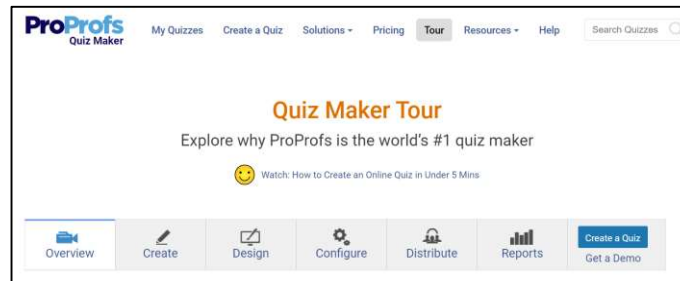 ProProfs
Quiz Maker
My Quizzes Create a Quiz Solutions Pricing Tour Resources Help Search Quizzes
Quiz Maker Tour
Explore why ProProfs is the world's #1 quiz maker
Watch: How to Create an Online Quiz in Under 5 Mins
Overview Create Design Configure Distribute Reports
Create a Quiz
Get a Demo